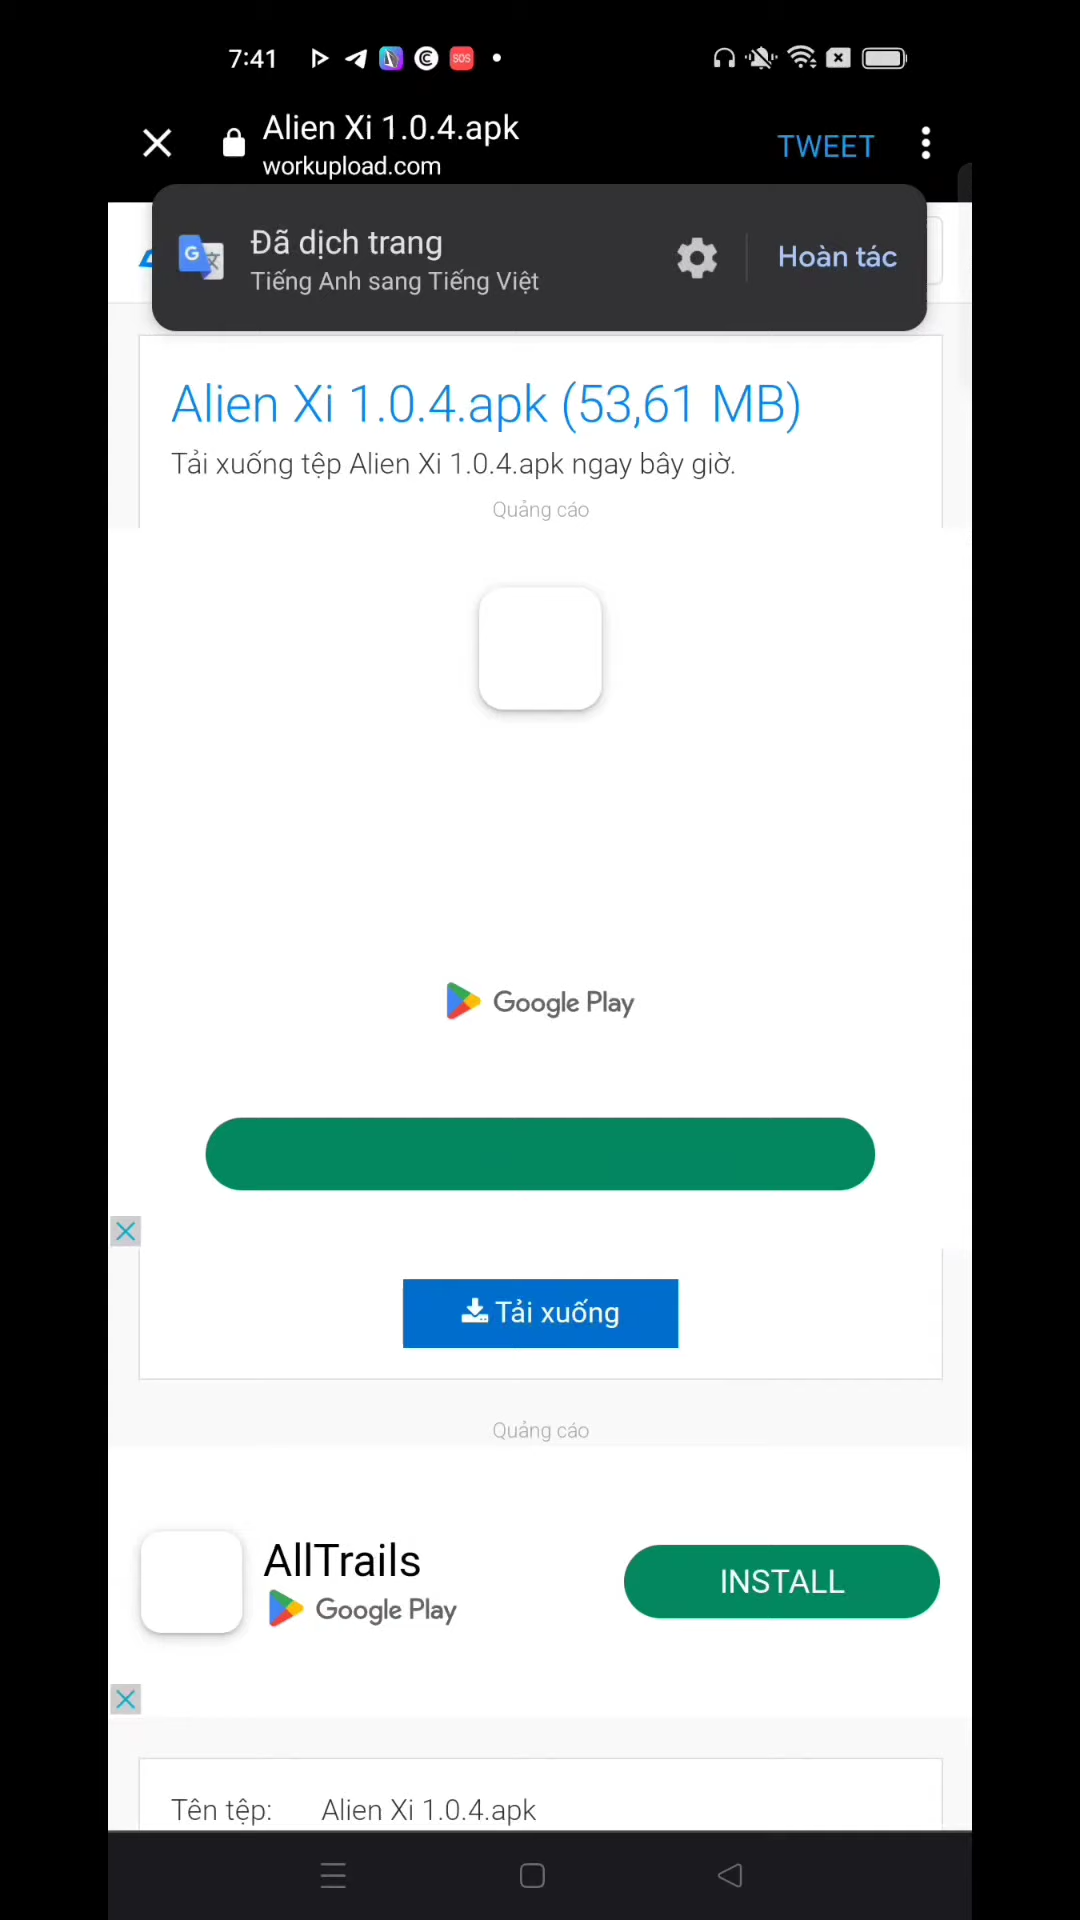 7:41
SOS
Alien Xi 1.0.4.apk
workupload.com
TWEET
Đã dịch trang
Tiếng Anh sang Tiếng Việt
Hoàn tác
Alien Xi 1.0.4.apk (53,61 MB)
Tải xuống tệp Alien Xi 1.0.4.apk ngay bây giờ.
Quảng cáo
Google Play
Tải xuống
Quảng cáo
AllTrails
Google Play
INSTALL
Tên tệp: Alien Xi 1.0.4.apk